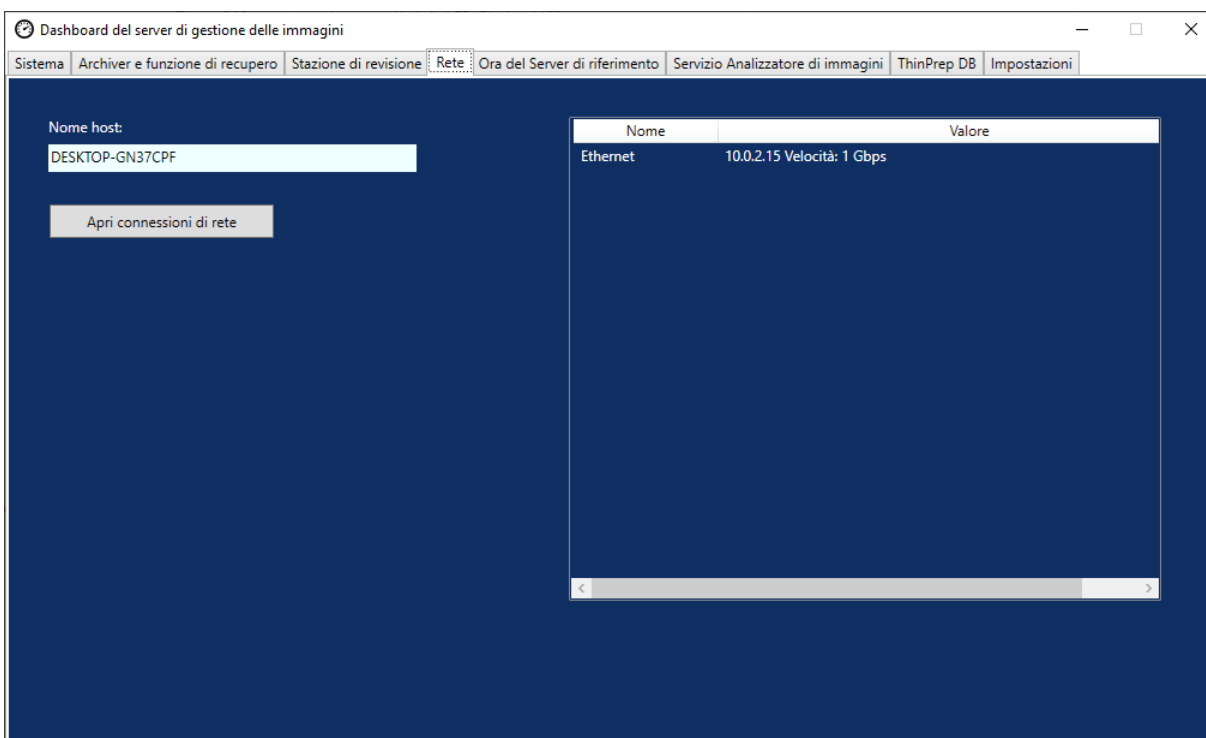 Dashboard del server di gestione delle immagini
Sistema Archiver e funzione di recupero Stazione di revisione Rete Ora del Server di riferimento Servizio Analizzatore di immagini ThinPrep DB Impostazioni
Nome host:
DESKTOP-GN37CPF
Apri connessioni di rete
Nome Valore
Ethernet 10.0.2.15 Velocità: 1 Gbps